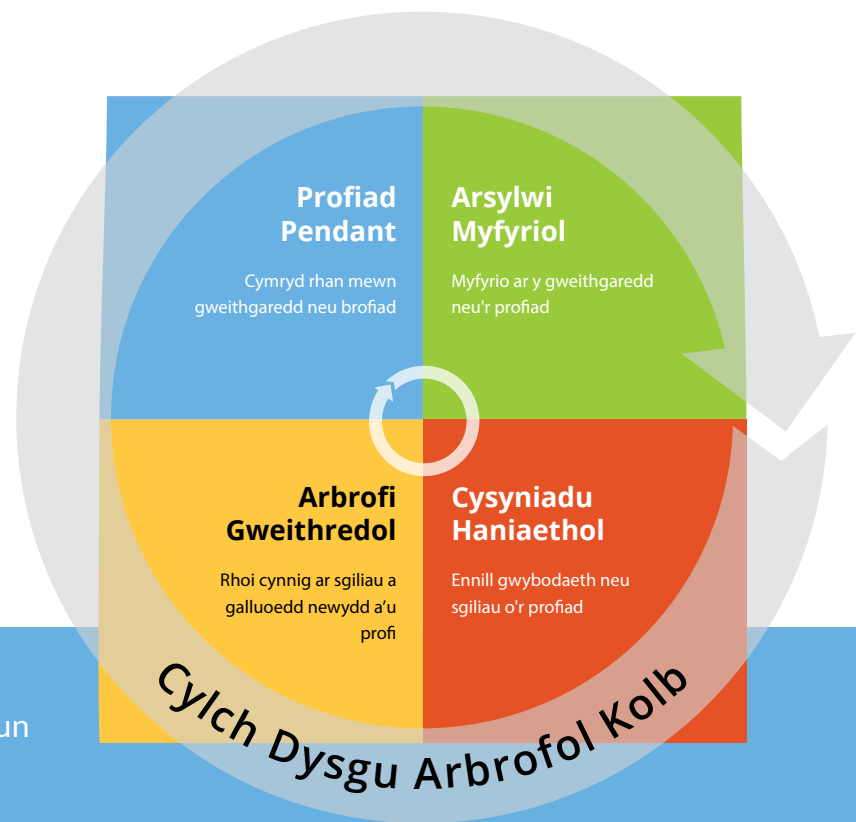 Profiad
Pendant
Cymryd rhan mewn
gweithgaredd neu brofiad
Arsylwi
Myfyriol
Myfyrio ar y gweithgaredd
neu'r profiad
Arbrofi
Gweithredol
Rhoi cynnig ar sgiliau a
galluoedd newydd a’u
profi
Cysyniadu
Haniaethol
Ennill gwybodaeth neu
sgiliau o'r profiad
Cylch Dysgu Arbrofol Kolb